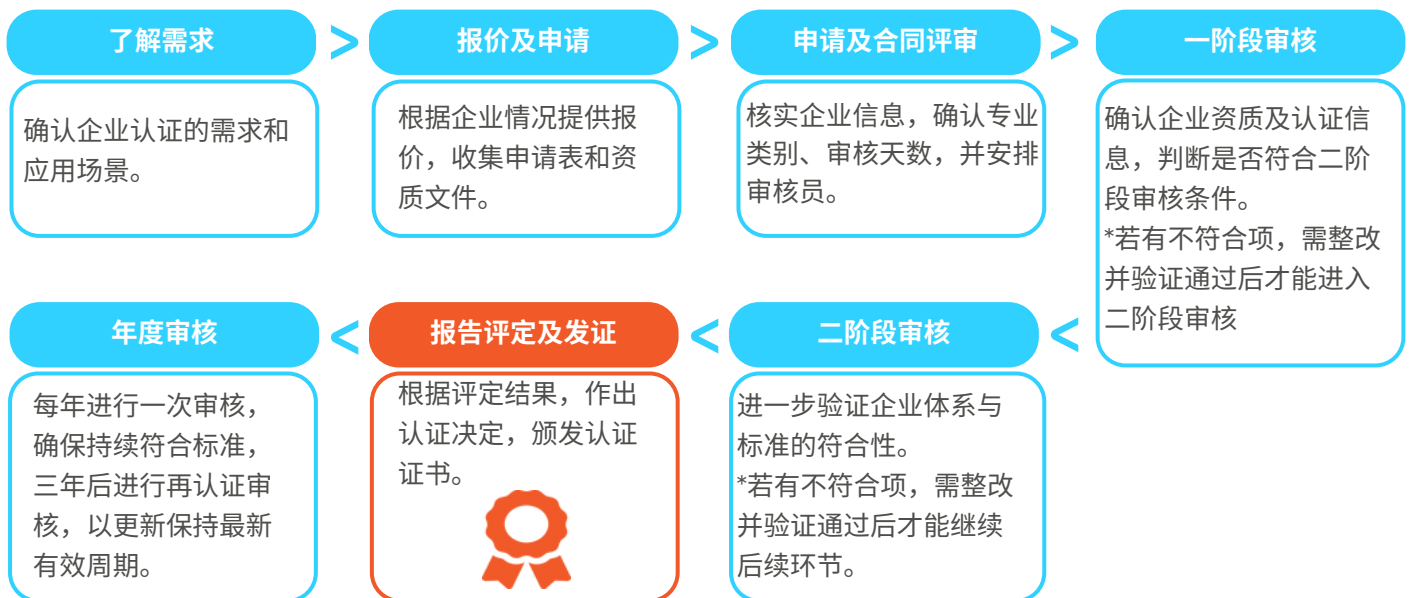 了解需求
>
报价及申请
>
申请及合同评审
>
一阶段审核
确认企业认证的需求和
应用场景。
根据企业情况提供报
价，收集申请表和资
质文件。
核实企业信息，确认专业
类别、审核天数，并安排
审核员。
确认企业资质及认证信
息，判断是否符合二阶
段审核条件。
*若有不符合项，需整改
并验证通过后才能进入
二阶段审核
<
二阶段审核
进一步验证企业体系与
标准的符合性。
*若有不符合项，需整改
并验证通过后才能继续
后续环节。
<
报告评定及发证
根据评定结果，作出
认证决定，颁发认证
证书。
<
年度审核
每年进行一次审核，
确保持续符合标准，
三年后进行再认证审
核，以更新保持最新
有效周期。